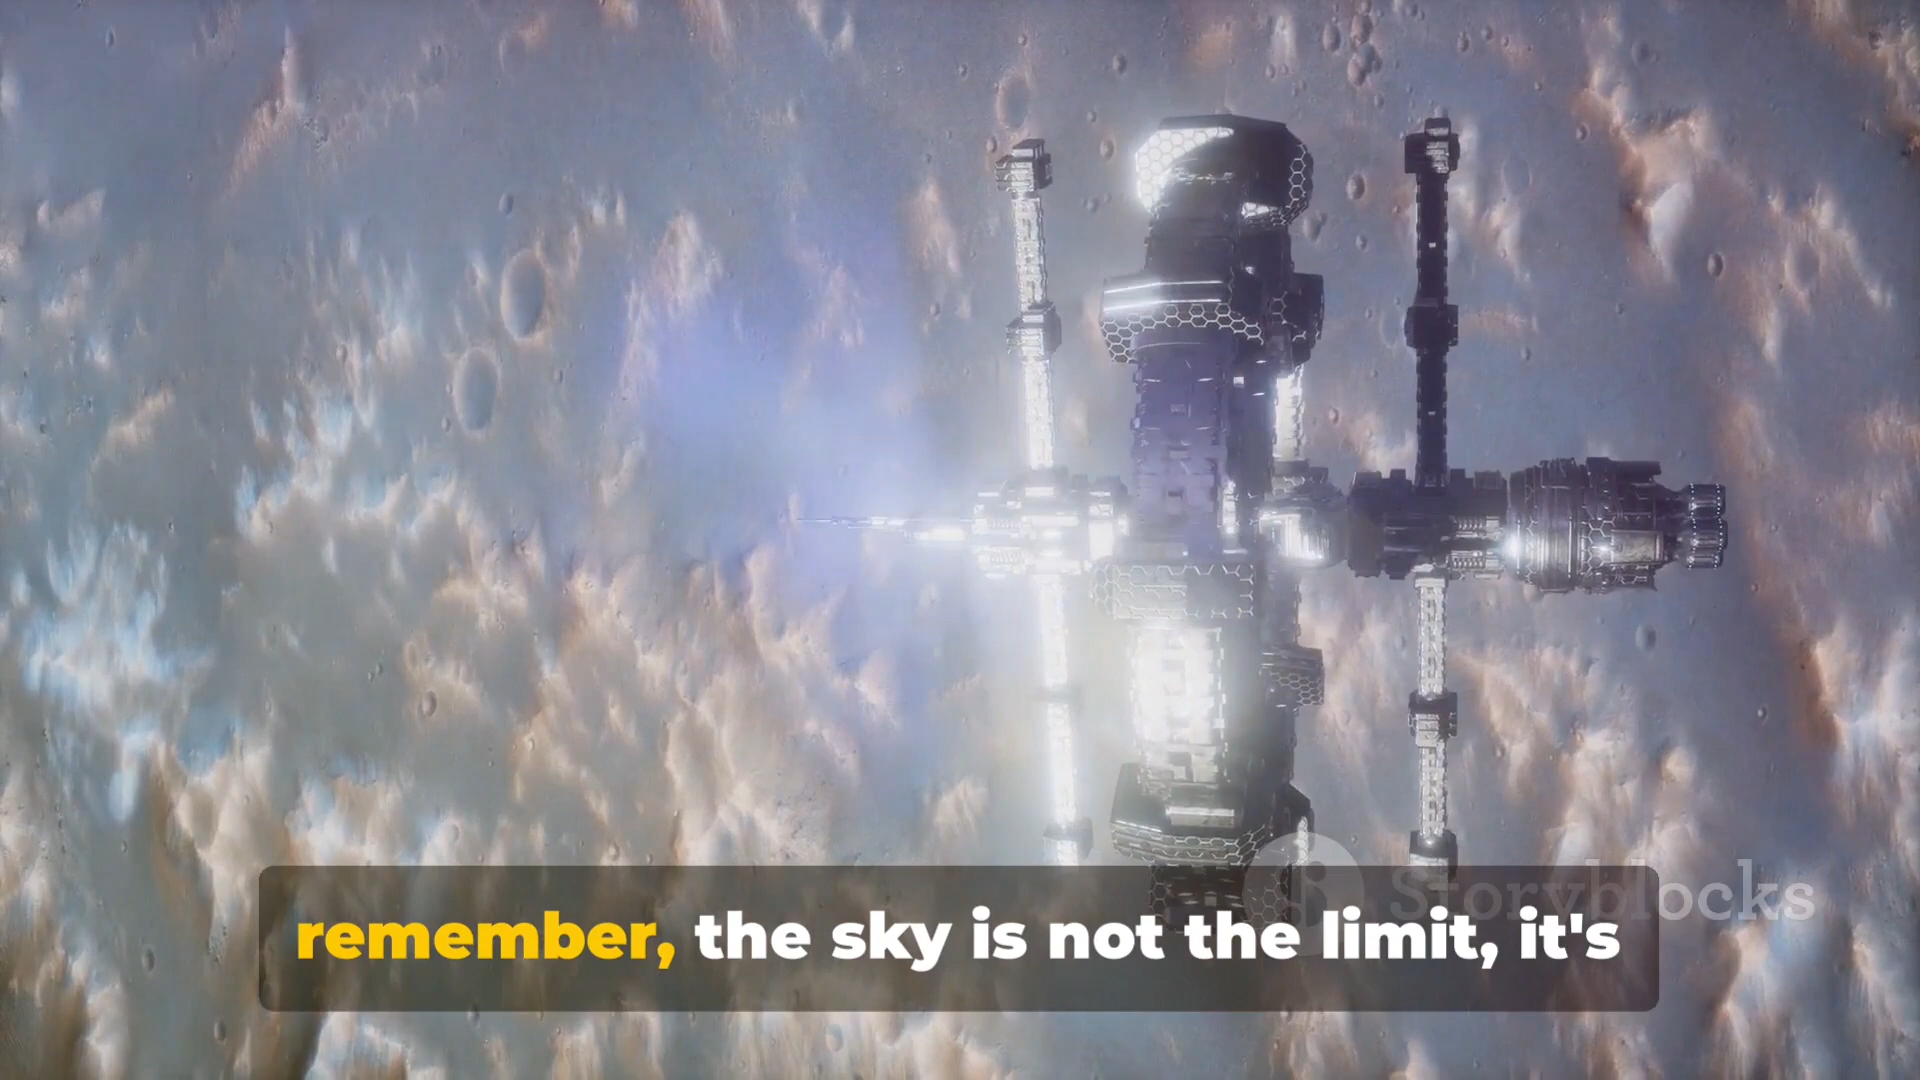 Storyblocks
remember, the sky is not the limit, it's